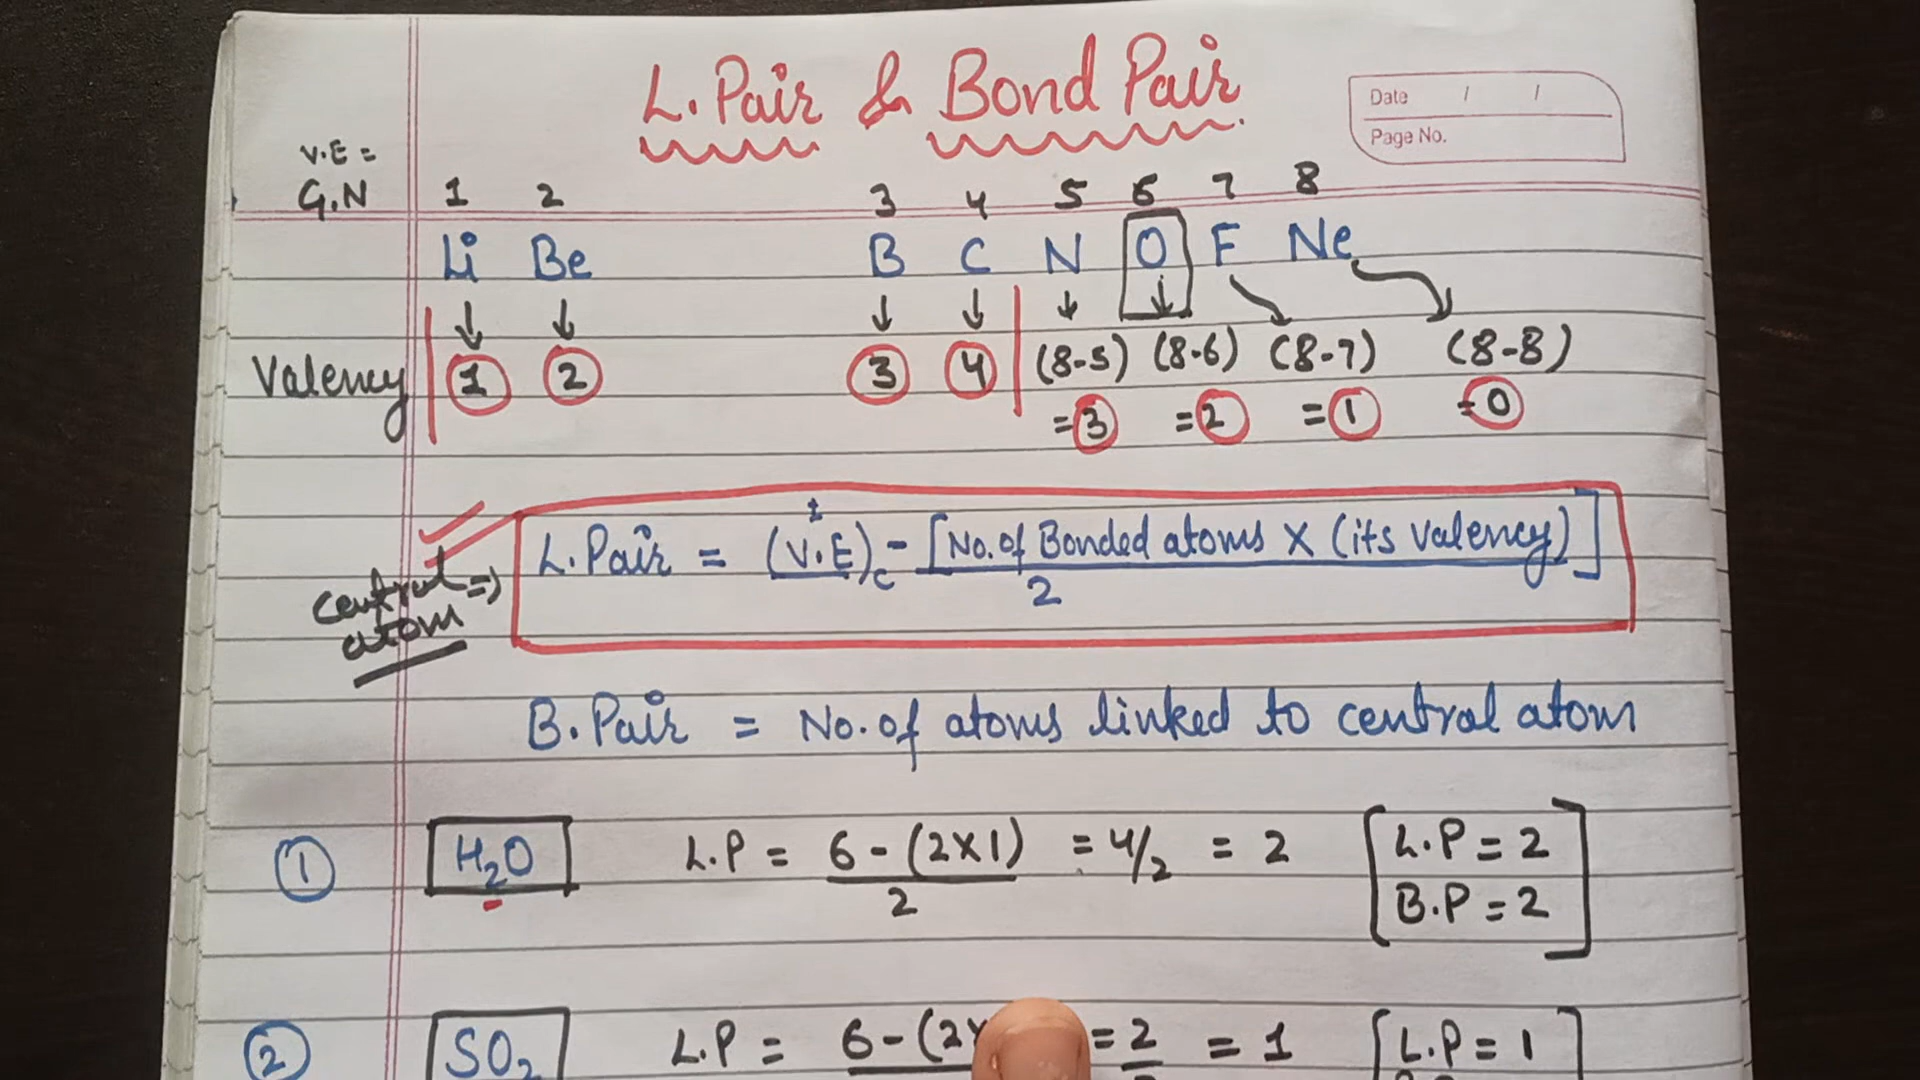 L.Pair & Bond Pair
Date / /
Page No.
V.E =
G.N 1 2 3 4 5 6 7 8
Li Be B C N O F Ne
↓ ↓ ↓ ↓ ↓ ↓
Valency 1 2 3 4 (8-5) (8-6) (8-7) (8-8)
=3 =2 =1 =0
L.Pair = (V.E)c - [No. of Bonded atoms X (its valency)]
2
central atom =>
B.Pair = No. of atoms linked to central atom
① H₂O L.P = 6 - (2X1) = 4/2 = 2 [L.P = 2
2 B.P = 2]
② SO₂ L.P = 6 - (2X = 2 = 1 [L.P = 1]